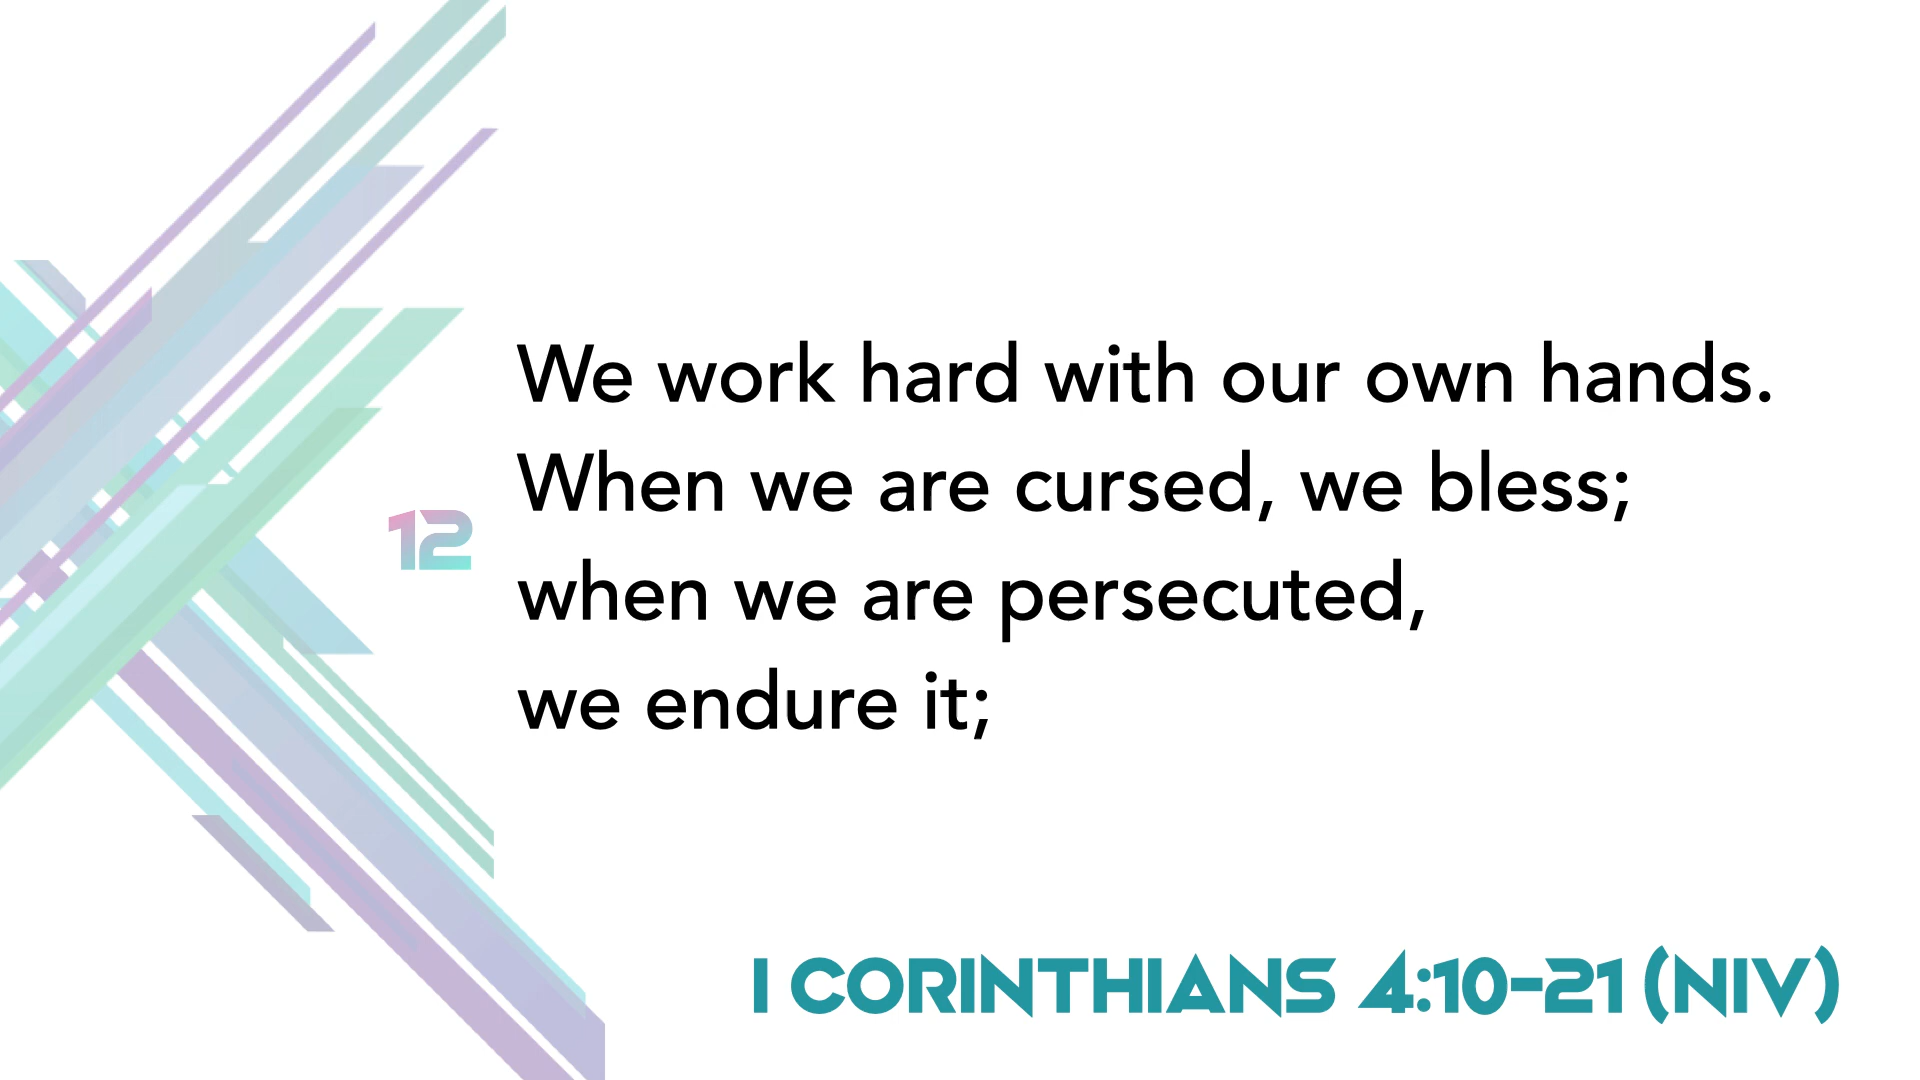 12
We work hard with our own hands.
When we are cursed, we bless;
when we are persecuted,
we endure it;
I CORINTHIANS 4:10-21 (NIV)